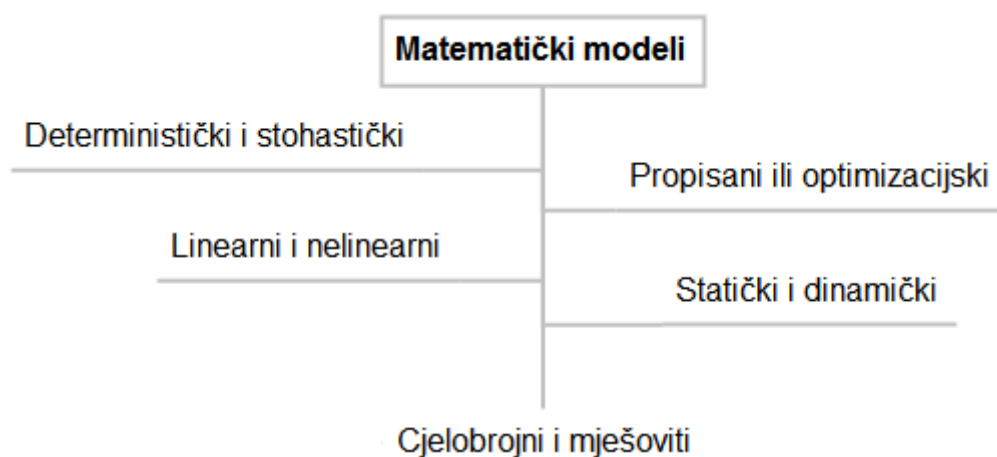 Matematički modeli
Deterministički i stohastički
Propisani ili optimizacijski
Linearni i nelinearni
Statički i dinamički
Cjelobrojni i mješoviti